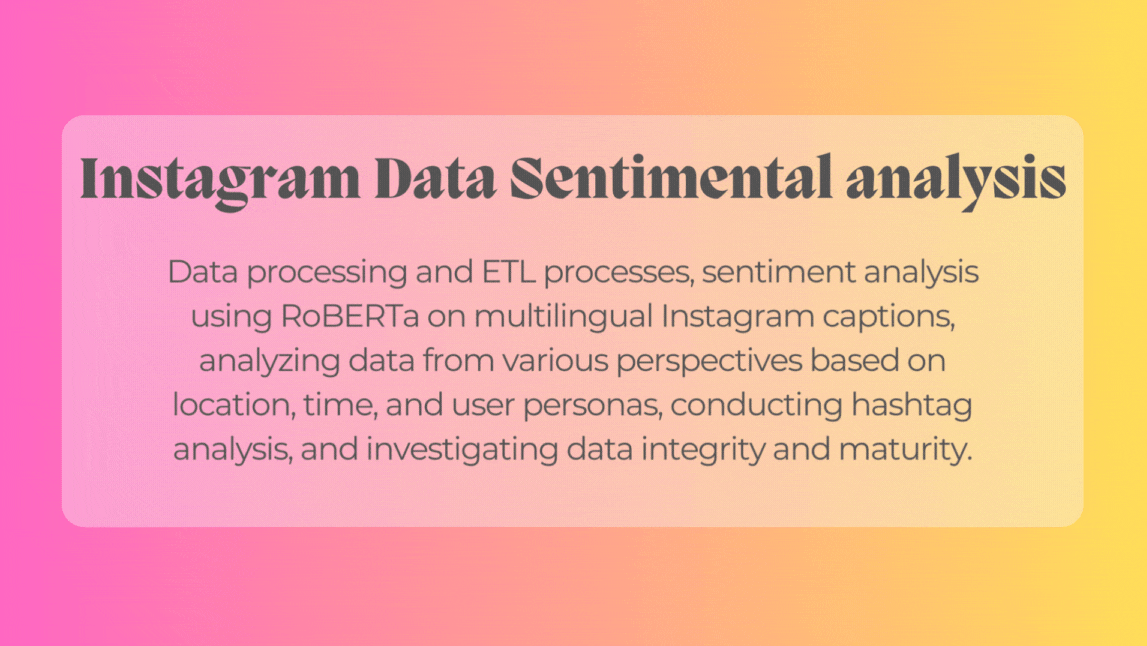 Instagram Data Sentimental analysis
Data processing and ETL processes, sentiment analysis
using RoBERTa on multilingual Instagram captions,
analyzing data from various perspectives based on
location, time, and user personas, conducting hashtag
analysis, and investigating data integrity and maturity.